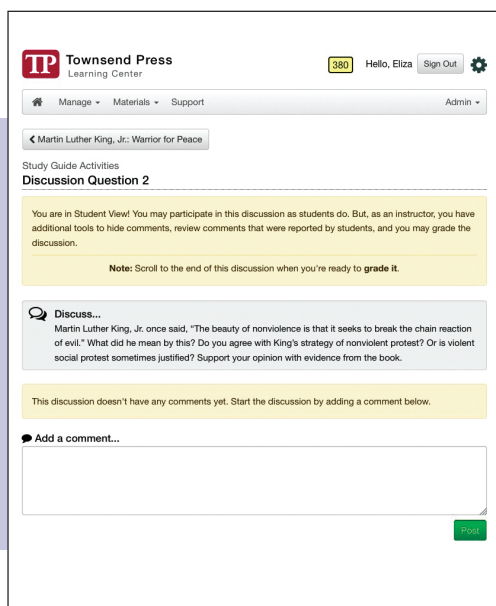 TP Townsend Press
Learning Center
380 Hello, Eliza Sign Out
Manage Materials Support Admin
Martin Luther King, Jr.: Warrior for Peace
Study Guide Activities
Discussion Question 2
You are in Student View! You may participate in this discussion as students do. But, as an instructor, you have
additional tools to hide comments, review comments that were reported by students, and you may grade the
discussion.
Note: Scroll to the end of this discussion when you're ready to grade it.
Discuss...
Martin Luther King, Jr. once said, “The beauty of nonviolence is that it seeks to break the chain reaction
of evil.” What did he mean by this? Do you agree with King's strategy of nonviolent protest? Or is violent
social protest sometimes justified? Support your opinion with evidence from the book.
This discussion doesn't have any comments yet. Start the discussion by adding a comment below.
Add a comment...
Post